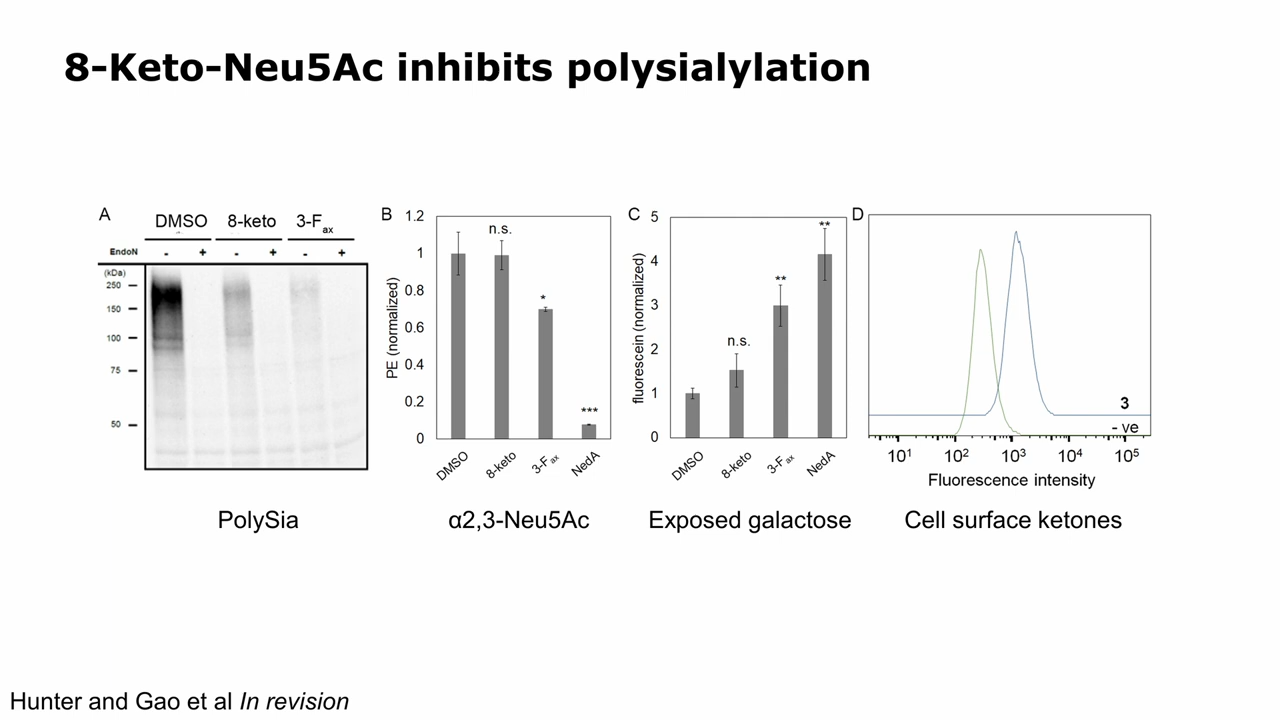 8-Keto-Neu5Ac inhibits polysialylation
A
DMSO 8-keto 3-Fax
EndoN - + - + - +
(kDa)
250
150
100
75
50
PolySia
B
PE (normalized)
1.2
1
0.8
0.6
0.4
0.2
0
n.s.
*
***
DMSO 8-keto 3-Fax NedA
α2,3-Neu5Ac
C
fluorescein (normalized)
5
4
3
2
1
0
n.s.
**
**
DMSO 8-keto 3-Fax NedA
Exposed galactose
D
3
- ve
10¹ 10² 10³ 10⁴ 10⁵
Fluorescence intensity
Cell surface ketones
Hunter and Gao et al In revision